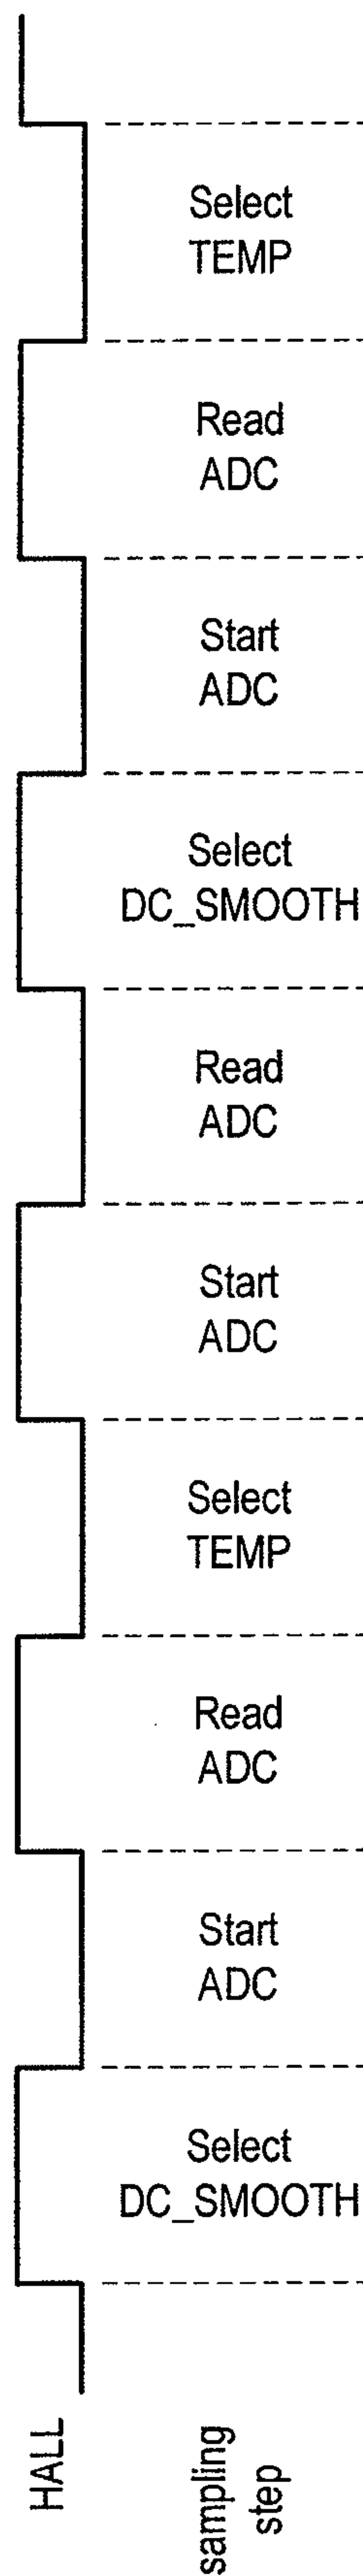 Select
TEMP
Read
ADC
Start
ADC
Select
DC_SMOOTH
Read
ADC
Start
ADC
Select
TEMP
Read
ADC
Start
ADC
Select
DC_SMOOTH
HALL
sampling
step